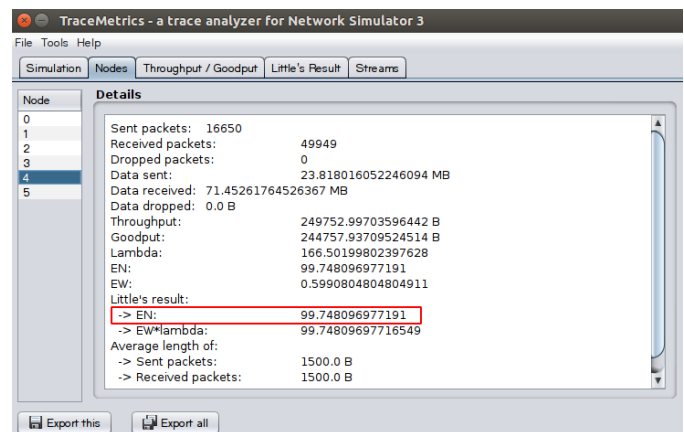 TraceMetrics - a trace analyzer for Network Simulator 3
File Tools Help
Simulation Nodes Throughput / Goodput Little's Result Streams
Node
0
1
2
3
4
5
Details
Sent packets: 16650
Received packets: 49949
Dropped packets: 0
Data sent: 23.818016052246094 MB
Data received: 71.45261764526367 MB
Data dropped: 0.0 B
Throughput: 249752.99703596442 B
Goodput: 244757.93709524514 B
Lambda: 166.50199802397628
EN: 99.748096977191
EW: 0.5990804804804911
Little's result:
-> EN: 99.748096977191
-> EW*lambda: 99.74809697716549
Average length of:
-> Sent packets: 1500.0 B
-> Received packets: 1500.0 B
Export this Export all